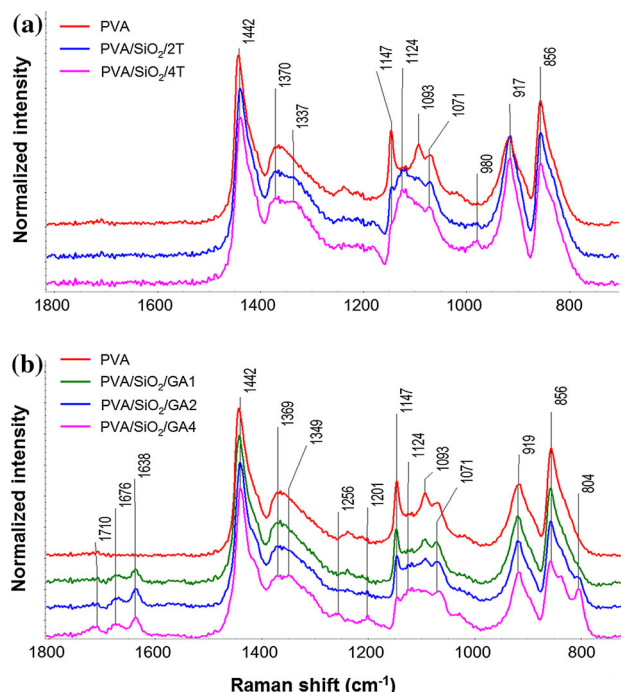 (a)
PVA
PVA/SiO2/2T
PVA/SiO2/4T
1442
1370
1337
1147
1124
1093
1071
980
917
856
Normalized intensity
1800 1600 1400 1200 1000 800
(b)
PVA
PVA/SiO2/GA1
PVA/SiO2/GA2
PVA/SiO2/GA4
1710
1676
1638
1442
1369
1349
1256
1201
1147
1124
1093
1071
919
856
804
Normalized intensity
1800 1600 1400 1200 1000 800
Raman shift (cm-1)